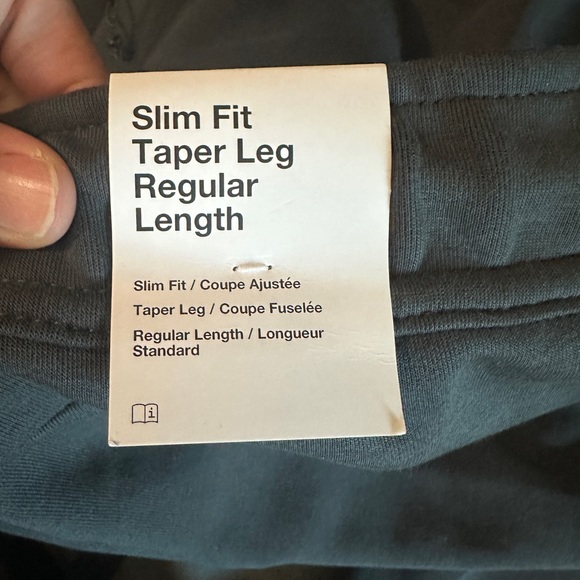 Slim Fit
Taper Leg
Regular
Length
Slim Fit / Coupe Ajustée
Taper Leg / Coupe Fuselée
Regular Length / Longueur
Standard
i